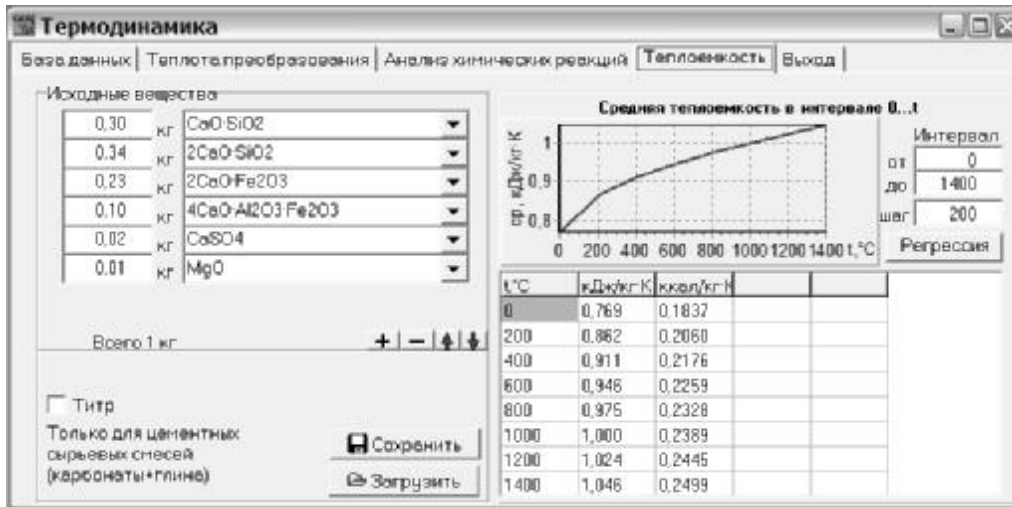 Термодинамика
База данных Теплота преобразования Анализ химических реакций Теплоемкость Выход
Исходные вещества
0,30 кг CaO·SiO2
0.34 кг 2CaO·SiO2
0,23 кг 2CaO·Fe2O3
0.10 кг 4CaO·Al2O3·Fe2O3
0,02 кг CaSO4
0.01 кг MgO
Всего 1 кг
+ −
Титр
Только для цементных
сырьевых смесей
(карбонаты+глина)
Сохранить
Загрузить
Средняя теплоемкость в интервале 0...t
cp, кДж/кг·К
1
0,9
0,8
0 200 400 600 800 1000 1200 1400 t,°C
Интервал
от 0
до 1400
шаг 200
Регрессия
t,°C кДж/кг·К ккал/кг·К
0 0,769 0,1837
200 0.862 0.2060
400 0,911 0,2176
600 0,946 0,2259
800 0,975 0,2328
1000 1,000 0,2389
1200 1,024 0,2445
1400 1,046 0,2499